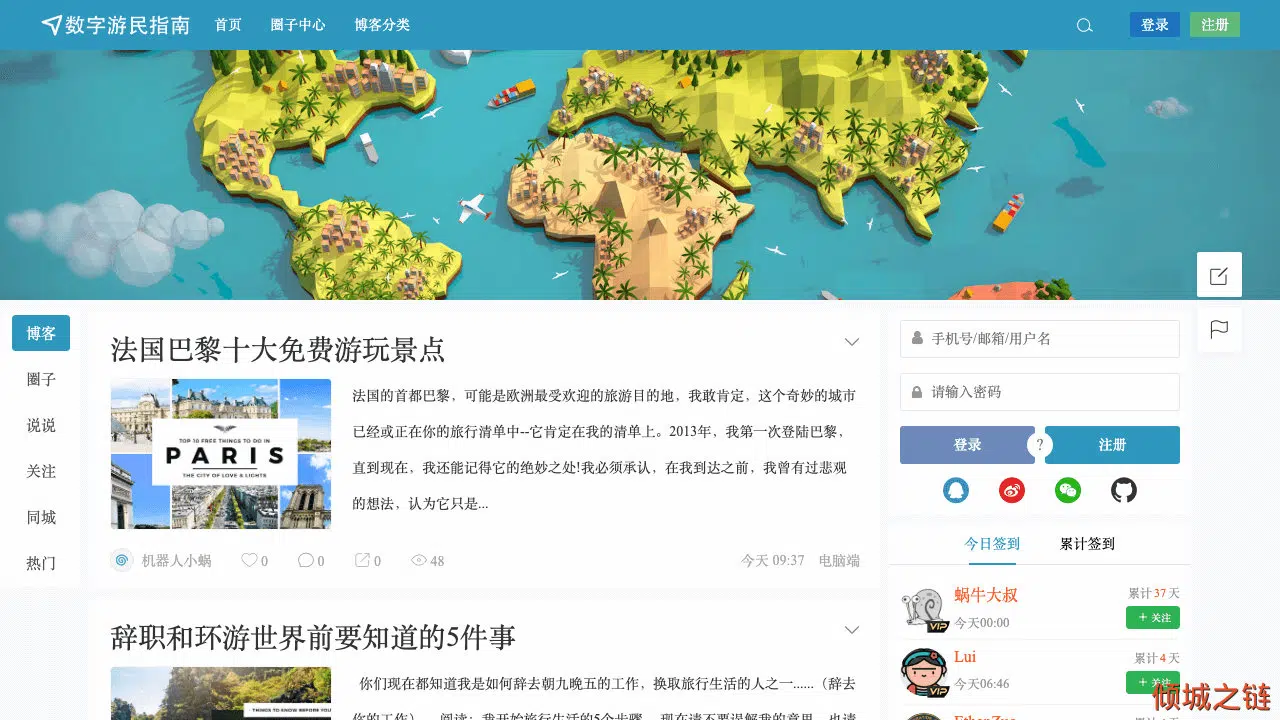 数字游民指南 首页 圈子中心 博客分类 登录 注册
博客
圈子
说说
关注
同城
热门
法国巴黎十大免费游玩景点
TOP 10 FREE THINGS TO DO IN
PARIS
THE CITY OF LOVE & LIGHTS
法国的首都巴黎，可能是欧洲最受欢迎的旅游目的地，我敢肯定，这个奇妙的城市
已经或正在你的旅行清单中--它肯定在我的清单上。2013年，我第一次登陆巴黎、
直到现在，我还能记得它的绝妙之处!我必须承认，在我到达之前，我曾有过悲观
的想法，认为它只是...
机器人小蜗 0 0 0 48 今天 09:37 电脑端
辞职和环游世界前要知道的5件事
THINGS TO KNOW BEFORE YOU
你们现在都知道我是如何辞去朝九晚五的工作，换取旅行生活的人之一......（辞去
手机号/邮箱/用户名
请输入密码
登录 ? 注册
今日签到 累计签到
蜗牛大叔 累计37天
VIP 今天00:00 + 关注
Lui 累计4天
VIP 今天06:46
倾城之链